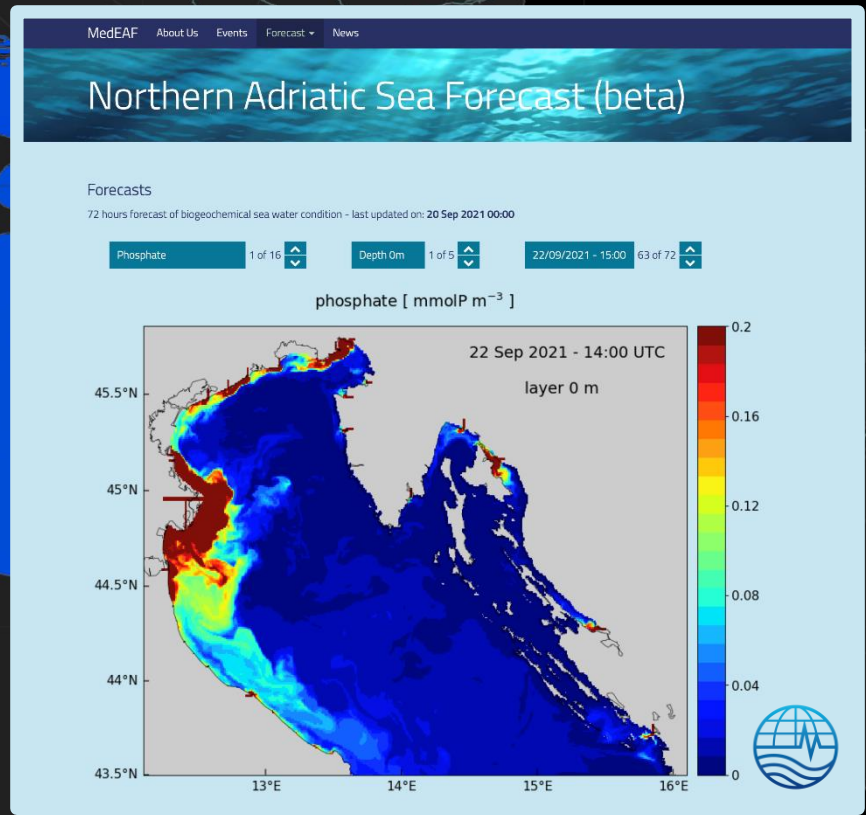 MedEAF About Us Events Forecast News
Northern Adriatic Sea Forecast (beta)
Forecasts
72 hours forecast of biogeochemical sea water condition - last updated on: 20 Sep 2021 00:00
Phosphate 1 of 16 Depth 0m 1 of 5 22/09/2021 - 15:00 63 of 72
phosphate [ mmolP m⁻³ ]
22 Sep 2021 - 14:00 UTC
layer 0 m
45.5°N
45°N
44.5°N
44°N
43.5°N
13°E 14°E 15°E 16°E
0.2
0.16
0.12
0.08
0.04
0